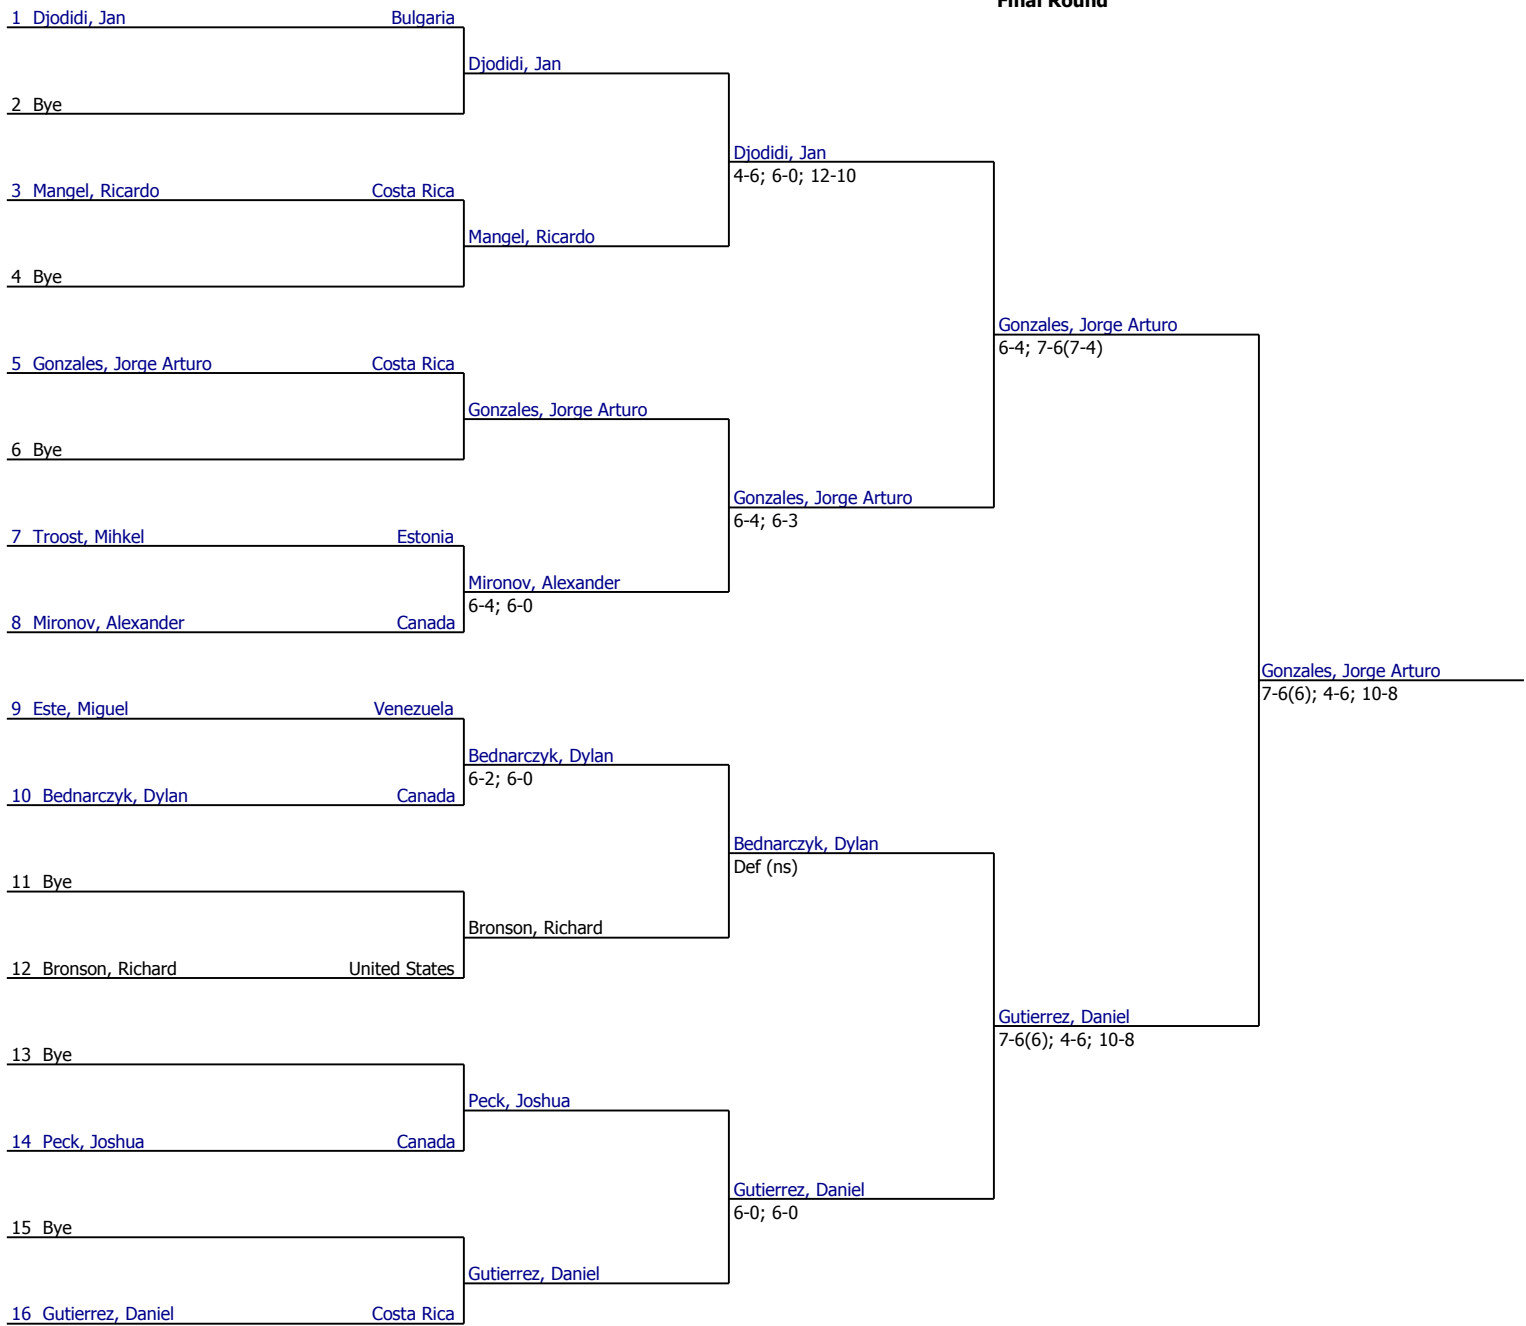 Final Round
1 Djodidi, Jan Bulgaria
Djodidi, Jan
2 Bye
Djodidi, Jan
4-6; 6-0; 12-10
3 Mangel, Ricardo Costa Rica
Mangel, Ricardo
4 Bye
Gonzales, Jorge Arturo
6-4; 7-6(7-4)
5 Gonzales, Jorge Arturo Costa Rica
Gonzales, Jorge Arturo
6 Bye
Gonzales, Jorge Arturo
6-4; 6-3
7 Troost, Mihkel Estonia
Mironov, Alexander
6-4; 6-0
8 Mironov, Alexander Canada
Gonzales, Jorge Arturo
7-6(6); 4-6; 10-8
9 Este, Miguel Venezuela
Bednarczyk, Dylan
6-2; 6-0
10 Bednarczyk, Dylan Canada
Bednarczyk, Dylan
Def (ns)
11 Bye
Bronson, Richard
12 Bronson, Richard United States
Gutierrez, Daniel
7-6(6); 4-6; 10-8
13 Bye
Peck, Joshua
14 Peck, Joshua Canada
Gutierrez, Daniel
6-0; 6-0
15 Bye
Gutierrez, Daniel
16 Gutierrez, Daniel Costa Rica